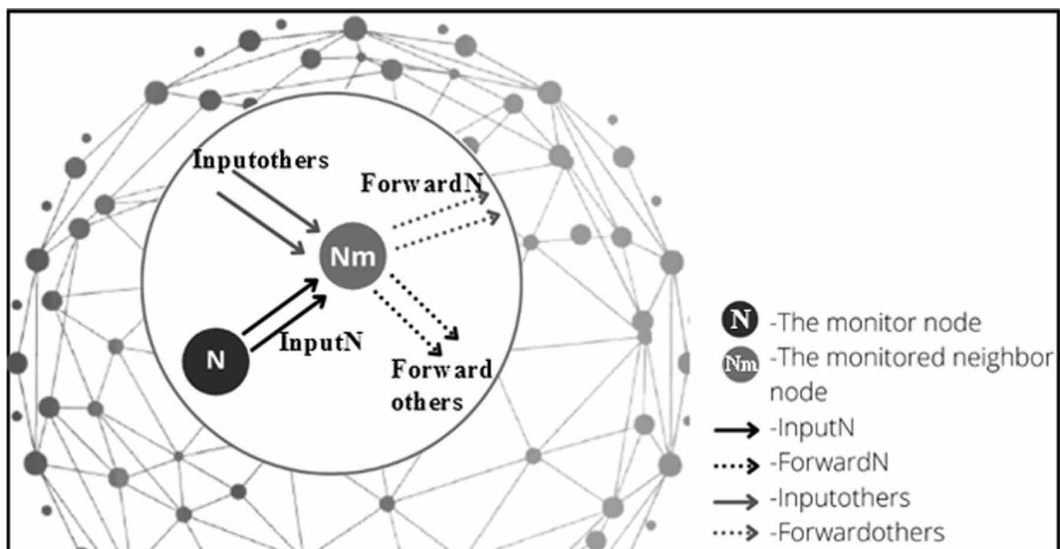 Inputothers
ForwardN
Nm
InputN
N
Forward
others
N -The monitor node
Nm -The monitored neighbor
node
-InputN
-ForwardN
-Inputothers
-Forwardothers